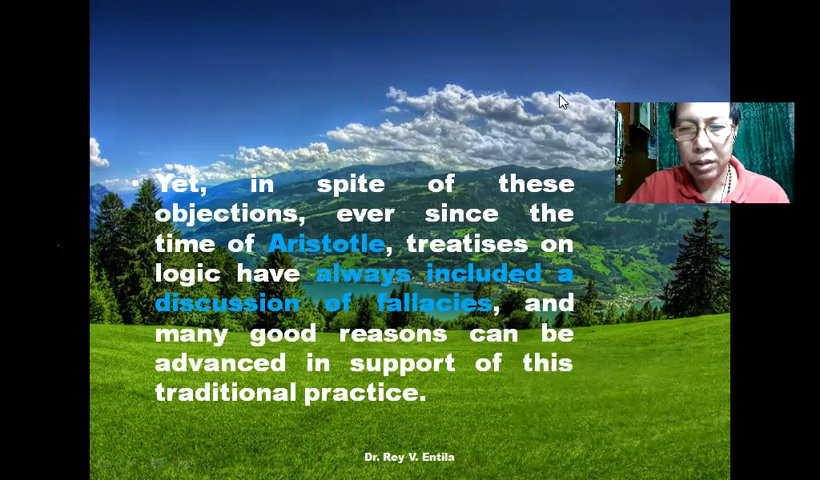 Yet, in spite of these
objections, ever since the
time of Aristotle, treatises on
logic have always included a
discussion of fallacies, and
many good reasons can be
advanced in support of this
traditional practice.
Dr. Rey V. Entila